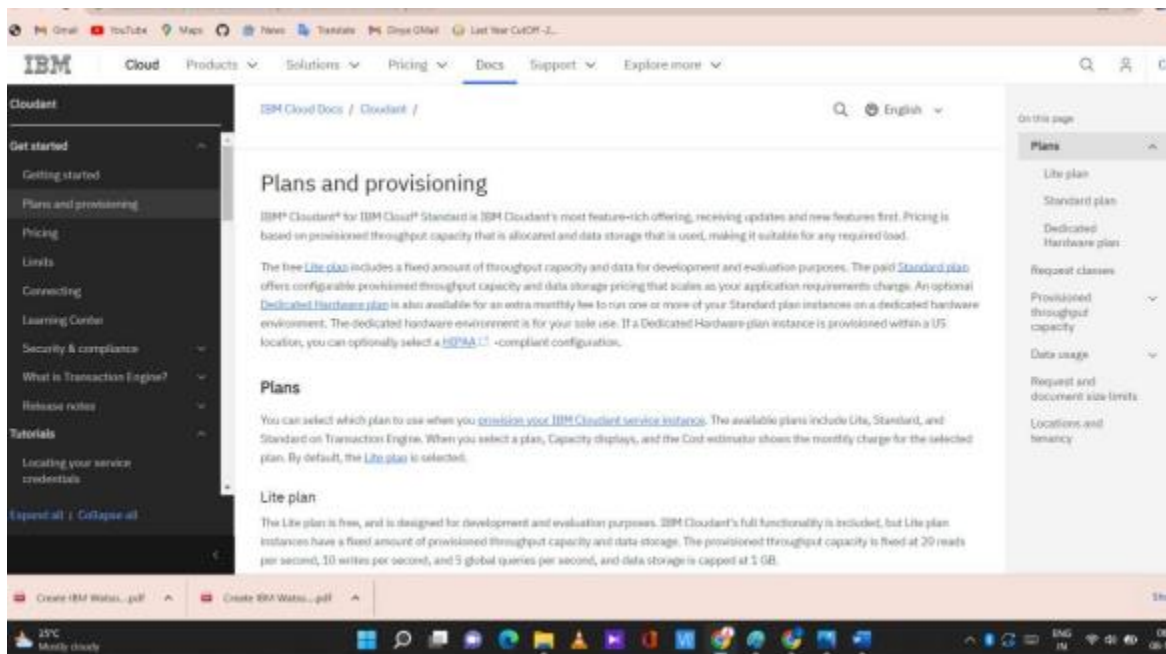 Gmail YouTube Maps News Translate Divya GMail Last Year CutOff -2...
IBM Cloud Products Solutions Pricing Docs Support Explore more
Cloudant
Get started
Getting started
Plans and provisioning
Pricing
Limits
Connecting
Learning Center
Security & compliance
What is Transaction Engine?
Release notes
Tutorials
Locating your service
credentials
Expand all | Collapse all
IBM Cloud Docs / Cloudant /
English
Plans and provisioning
IBM® Cloudant® for IBM Cloud® Standard is IBM Cloudant's most feature-rich offering, receiving updates and new features first. Pricing is
based on provisioned throughput capacity that is allocated and data storage that is used, making it suitable for any required load.
The free Lite plan includes a fixed amount of throughput capacity and data for development and evaluation purposes. The paid Standard plan
offers configurable provisioned throughput capacity and data storage pricing that scales as your application requirements change. An optional
Dedicated Hardware plan is also available for an extra monthly fee to run one or more of your Standard plan instances on a dedicated hardware
environment. The dedicated hardware environment is for your sole use. If a Dedicated Hardware plan instance is provisioned within a US
location, you can optionally select a HIPAA -compliant configuration.
Plans
You can select which plan to use when you provision your IBM Cloudant service instance. The available plans include Lite, Standard, and
Standard on Transaction Engine. When you select a plan, Capacity displays, and the Cost estimator shows the monthly charge for the selected
plan. By default, the Lite plan is selected.
Lite plan
The Lite plan is free, and is designed for development and evaluation purposes. IBM Cloudant's full functionality is included, but Lite plan
instances have a fixed amount of provisioned throughput capacity and data storage. The provisioned throughput capacity is fixed at 20 reads
per second, 10 writes per second, and 5 global queries per second, and data storage is capped at 1 GB.
On this page
Plans
Lite plan
Standard plan
Dedicated
Hardware plan
Request classes
Provisioned
throughput
capacity
Data usage
Request and
document size limits
Locations and
tenancy
Create IBM Watso....pdf Create IBM Watso....pdf
25°C
Mostly cloudy
ENG
IN